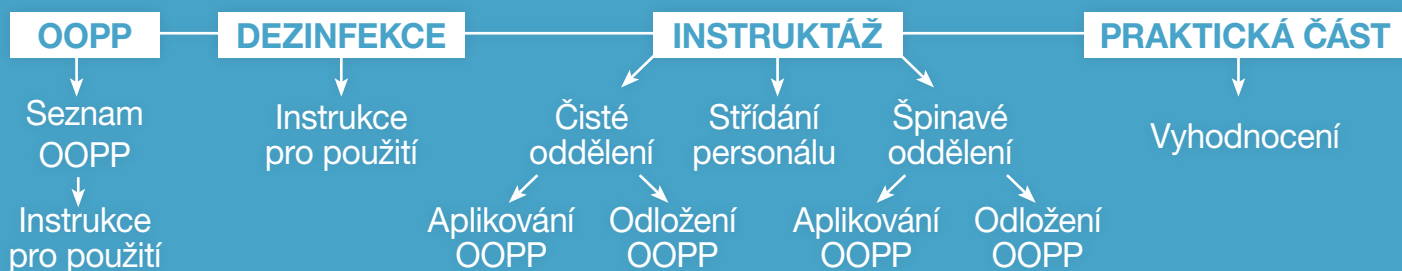 OOPP
DEZINFEKCE
INSTRUKTÁŽ
PRAKTICKÁ ČÁST
Seznam
OOPP
Instrukce
pro použití
Instrukce
pro použití
Čisté
oddělení
Aplikování
OOPP
Odložení
OOPP
Střídání
personálu
Špinavé
oddělení
Aplikování
OOPP
Odložení
OOPP
Vyhodnocení